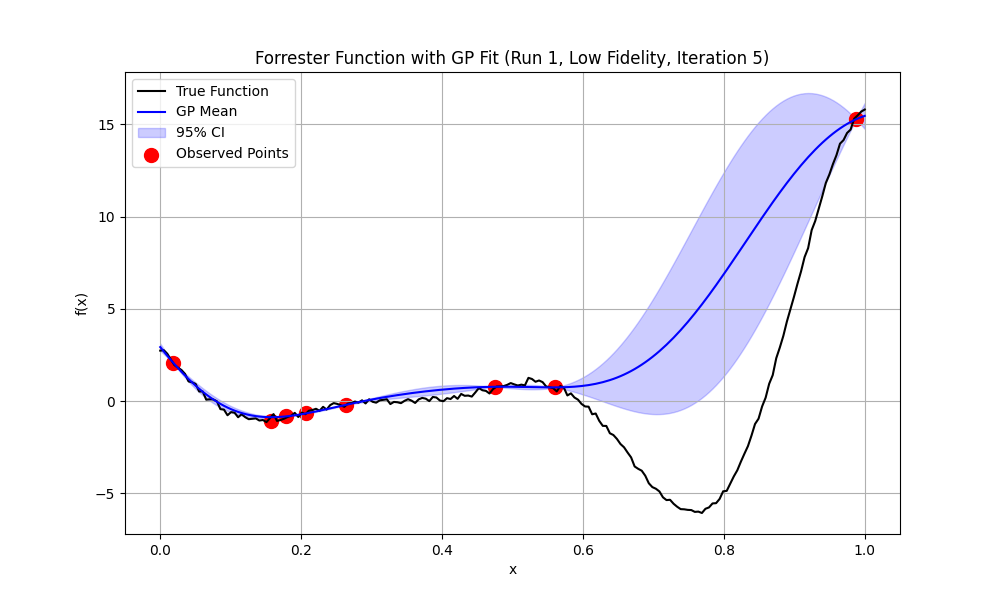 Forrester Function with GP Fit (Run 1, Low Fidelity, Iteration 5)
True Function
GP Mean
95% CI
Observed Points
f(x)
15
10
5
0
−5
0.0
0.2
0.4
0.6
0.8
1.0
x